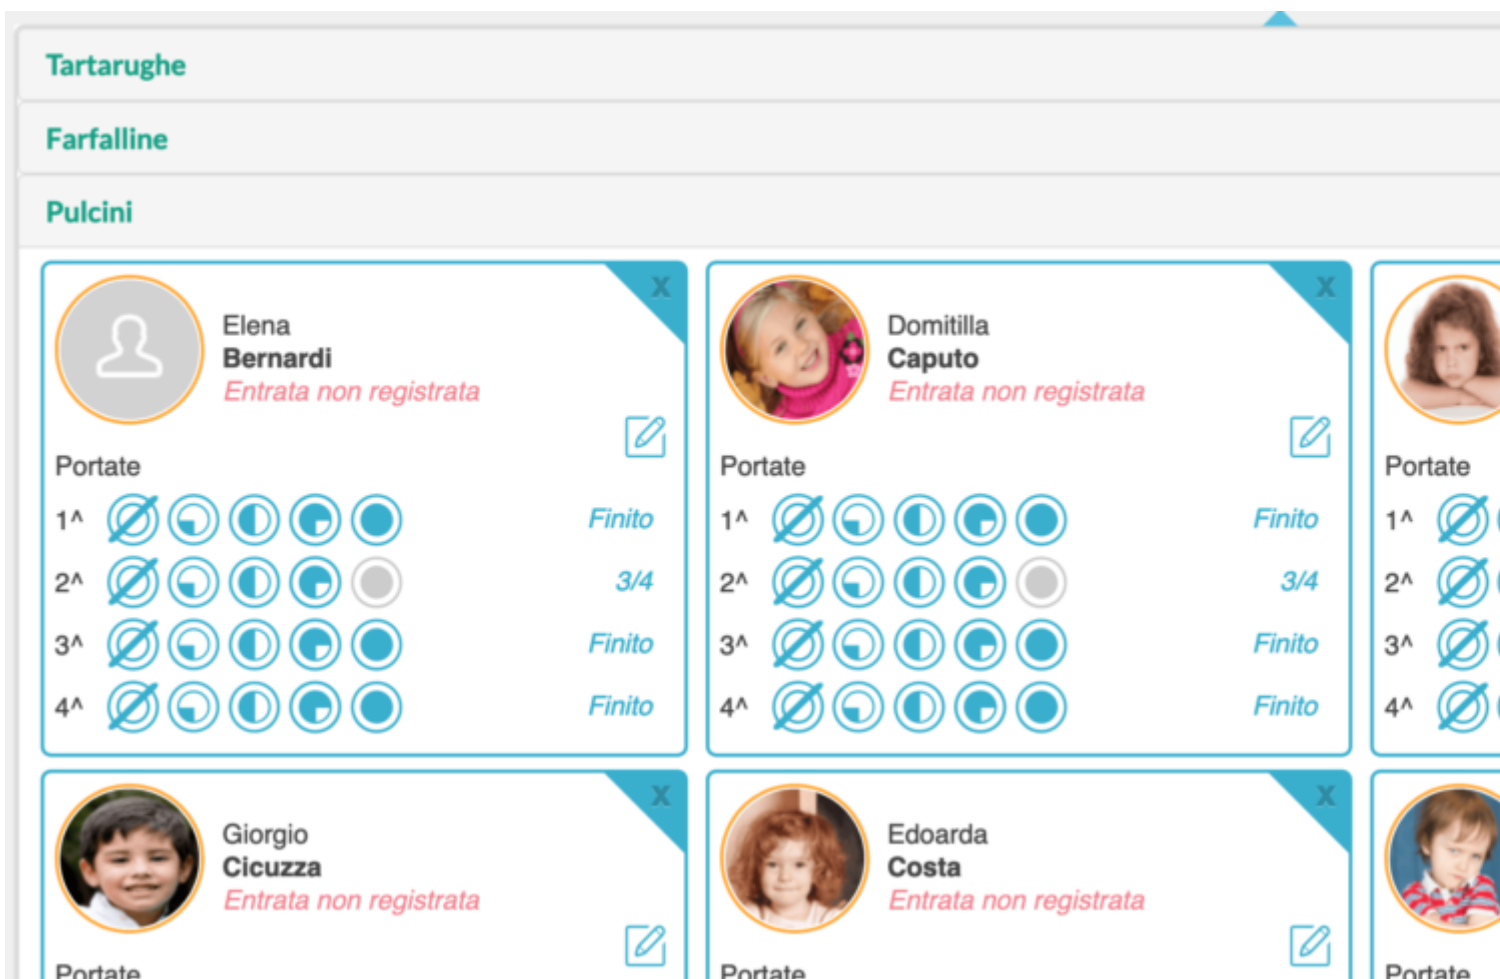 Tartarughe
Farfalline
Pulcini
x
Elena
Bernardi
Entrata non registrata
Portate
1^ Finito
2^ 3/4
3^ Finito
4^ Finito
x
Domitilla
Caputo
Entrata non registrata
Portate
1^ Finito
2^ 3/4
3^ Finito
4^ Finito
Portate
1^
2^
3^
4^
x
Giorgio
Cicuzza
Entrata non registrata
Portate
x
Edoarda
Costa
Entrata non registrata
Portate
Portate